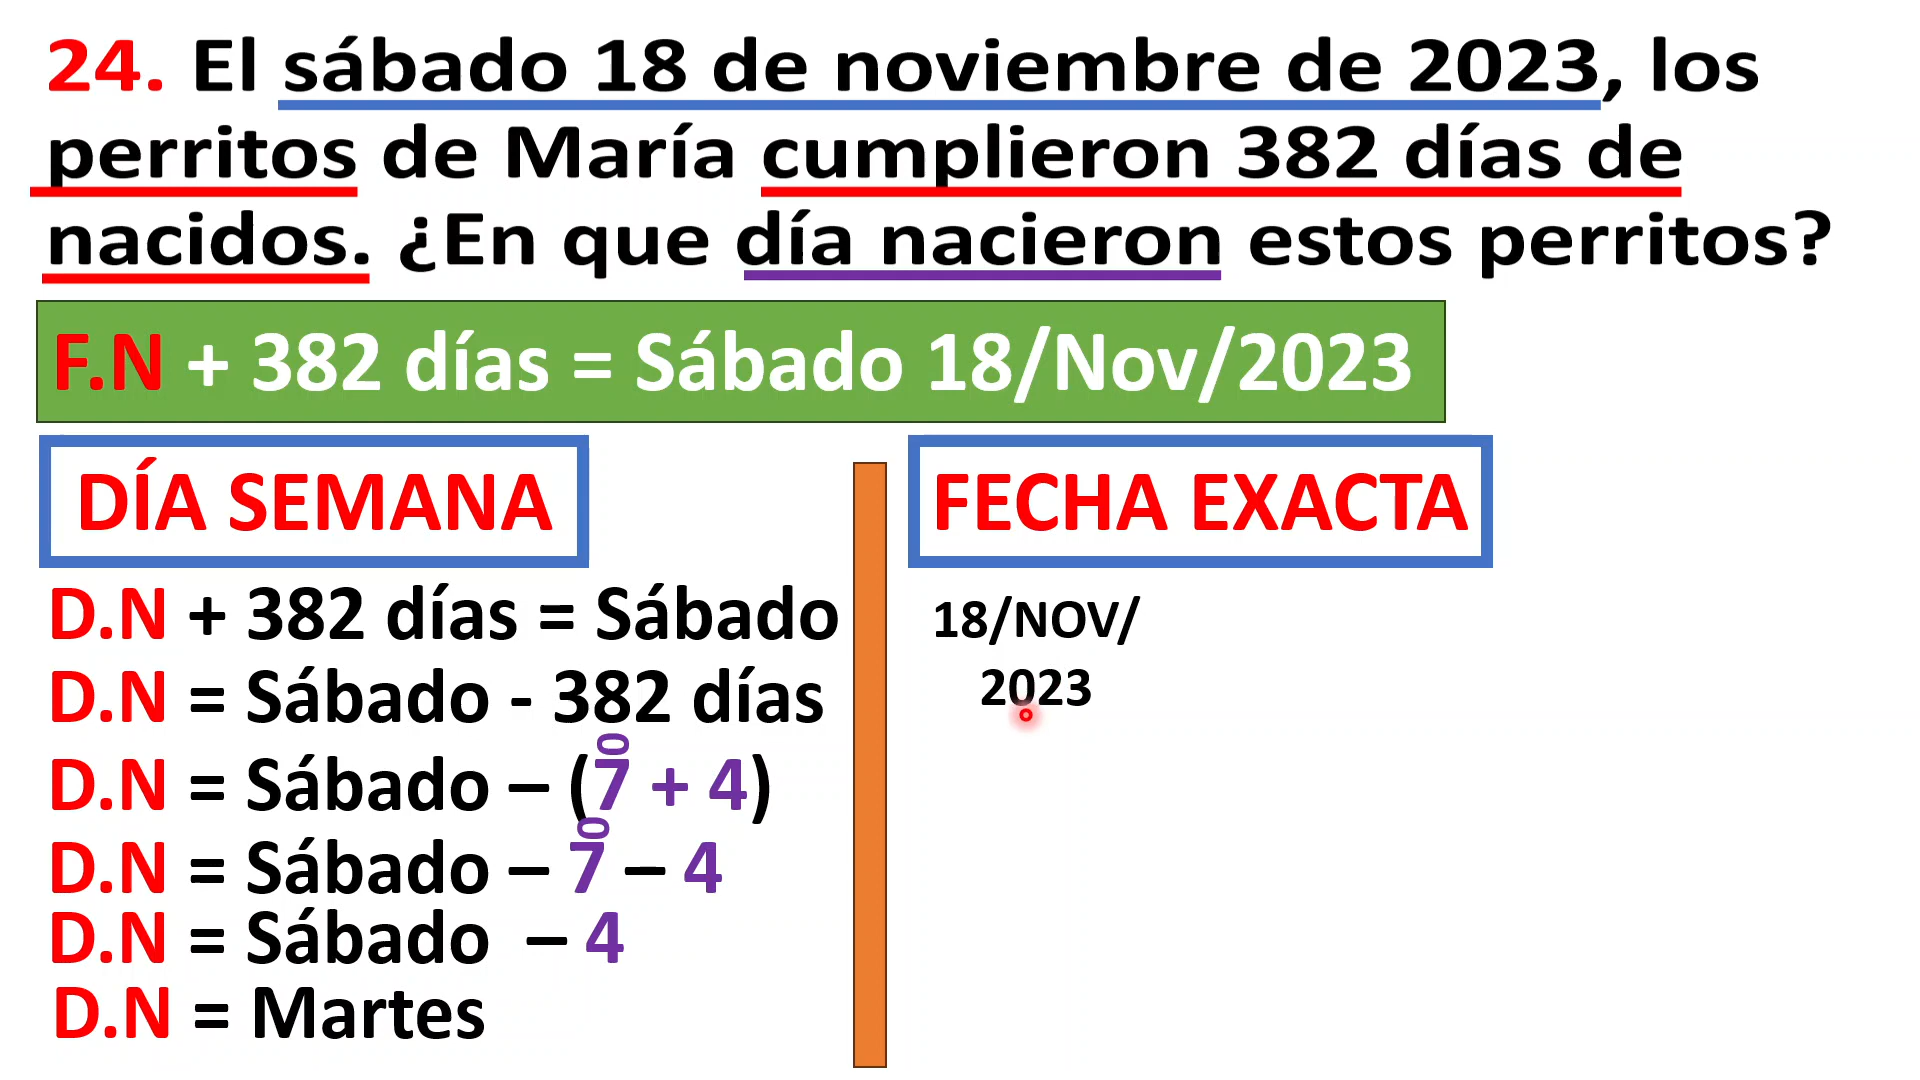 24. El sábado 18 de noviembre de 2023, los
perritos de María cumplieron 382 días de
nacidos. ¿En que día nacieron estos perritos?
F.N + 382 días = Sábado 18/Nov/2023
DÍA SEMANA
D.N + 382 días = Sábado
D.N = Sábado - 382 días
o
D.N = Sábado – (7 + 4)
o
D.N = Sábado – 7 – 4
D.N = Sábado – 4
D.N = Martes
FECHA EXACTA
18/NOV/
2023